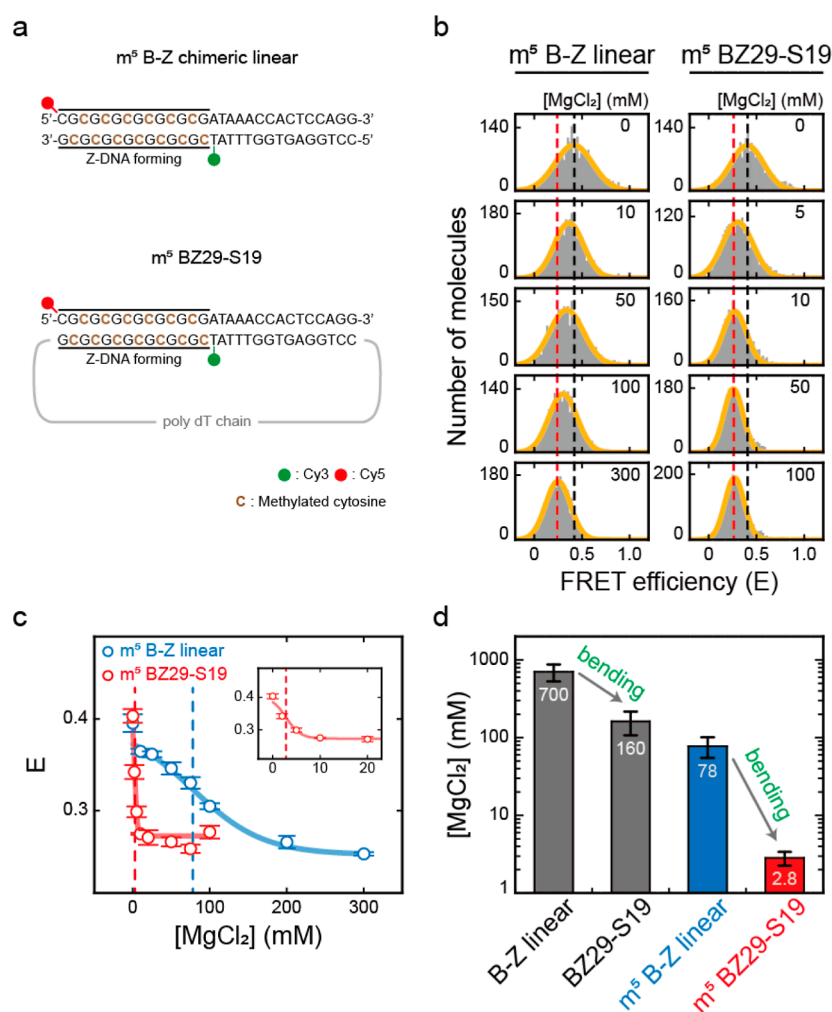 a
m⁵ B-Z chimeric linear
5'-CGCGCGCGCGCGCGATAAACCACTCCAGG-3'
3'-GCGCGCGCGCGCGCTATTTGGTGAGGTCC-5'
Z-DNA forming
m⁵ BZ29-S19
5'-CGCGCGCGCGCGCGATAAACCACTCCAGG-3'
GCGCGCGCGCGCGCTATTTGGTGAGGTCC
Z-DNA forming
poly dT chain
: Cy3 : Cy5
C : Methylated cytosine
b
m⁵ B-Z linear m⁵ BZ29-S19
[MgCl₂] (mM) [MgCl₂] (mM)
140 0 140 0
0 0
180 10 120 5
0 0
150 50 160 10
0 0
140 100 180 50
0 0
180 300 200 100
0 0
0 0.5 1.0 0 0.5 1.0
Number of molecules
FRET efficiency (E)
c
m⁵ B-Z linear
m⁵ BZ29-S19
0.4
0.3
E
0 100 200 300
[MgCl₂] (mM)
0.4
0.3
0 10 20
d
[MgCl₂] (mM)
1000
100
10
1
bending
bending
700
160
78
2.8
B-Z linear
BZ29-S19
m⁵ B-Z linear
m⁵ BZ29-S19